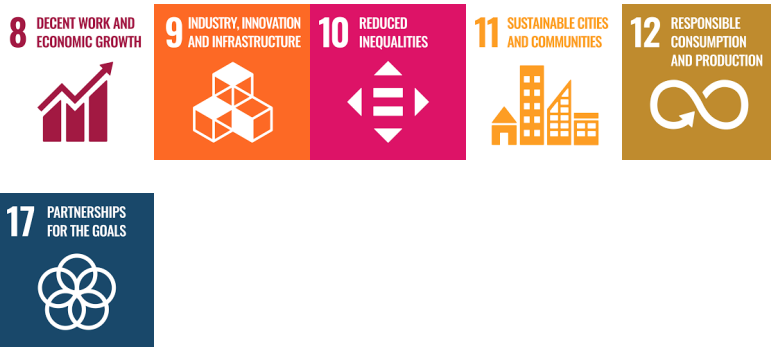 8 DECENT WORK AND
ECONOMIC GROWTH
9 INDUSTRY, INNOVATION
AND INFRASTRUCTURE
10 REDUCED
INEQUALITIES
11 SUSTAINABLE CITIES
AND COMMUNITIES
12 RESPONSIBLE
CONSUMPTION
AND PRODUCTION
17 PARTNERSHIPS
FOR THE GOALS